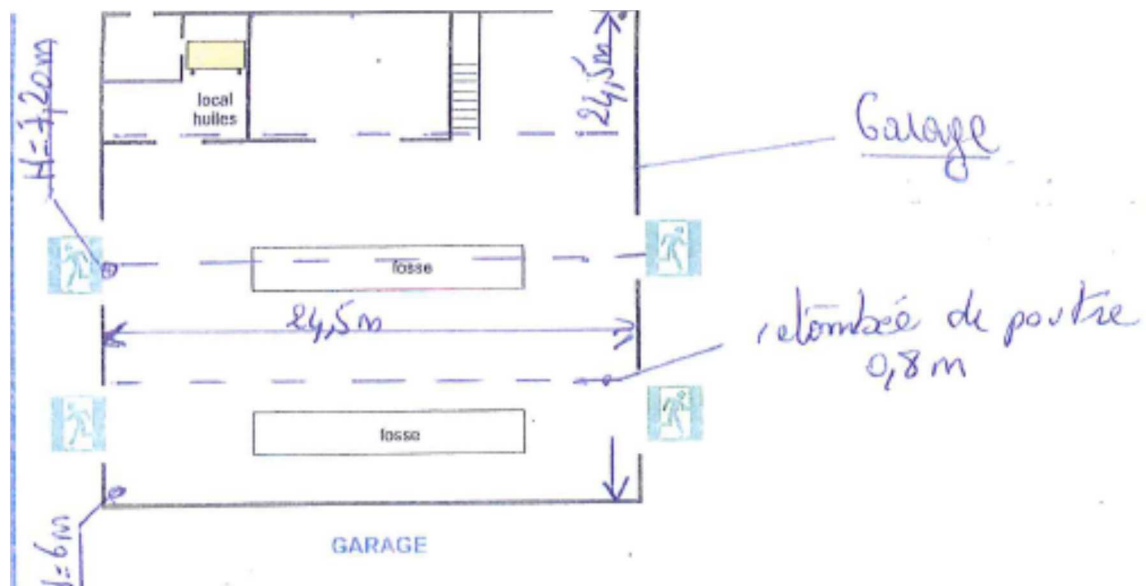 H=7,20m
local
huiles
24,5m
Garage
fosse
24,5m
retombée de poutre
0,8m
fosse
H=6m
GARAGE